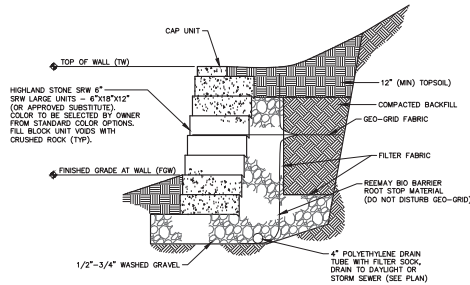 CAP UNIT
TOP OF WALL (TW)
HIGHLAND STONE SRW 6"
SRW LARGE UNITS - 6"X18"X12"
(OR APPROVED SUBSTITUTE).
COLOR TO BE SELECTED BY OWNER
FROM STANDARD COLOR OPTIONS.
FILL BLOCK UNIT VOIDS WITH
CRUSHED ROCK (TYP).
FINISHED GRADE AT WALL (FGW)
1/2"-3/4" WASHED GRAVEL
12" (MIN) TOPSOIL
COMPACTED BACKFILL
GEO-GRID FABRIC
FILTER FABRIC
REEMAY BIO BARRIER
ROOT STOP MATERIAL
(DO NOT DISTURB GEO-GRID)
4" POLYETHYLENE DRAIN
TUBE WITH FILTER SOCK,
DRAIN TO DAYLIGHT OR
STORM SEWER (SEE PLAN)